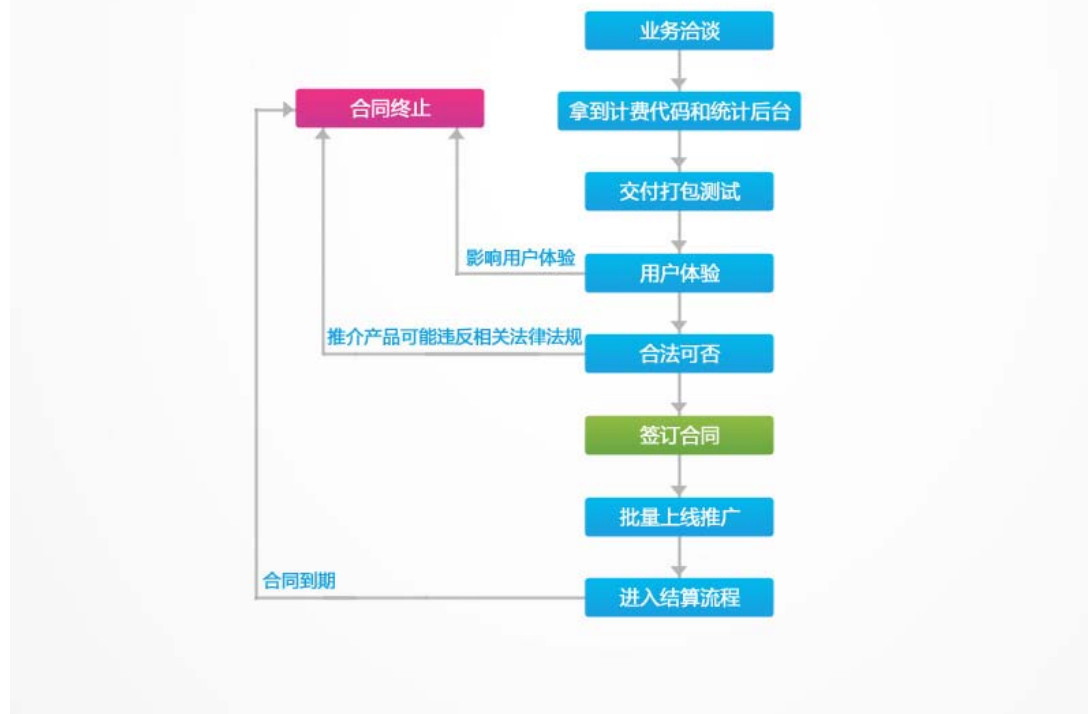 业务洽谈
合同终止
拿到计费代码和统计后台
交付打包测试
影响用户体验
用户体验
推介产品可能违反相关法律法规
合法可否
签订合同
批量上线推广
合同到期
进入结算流程